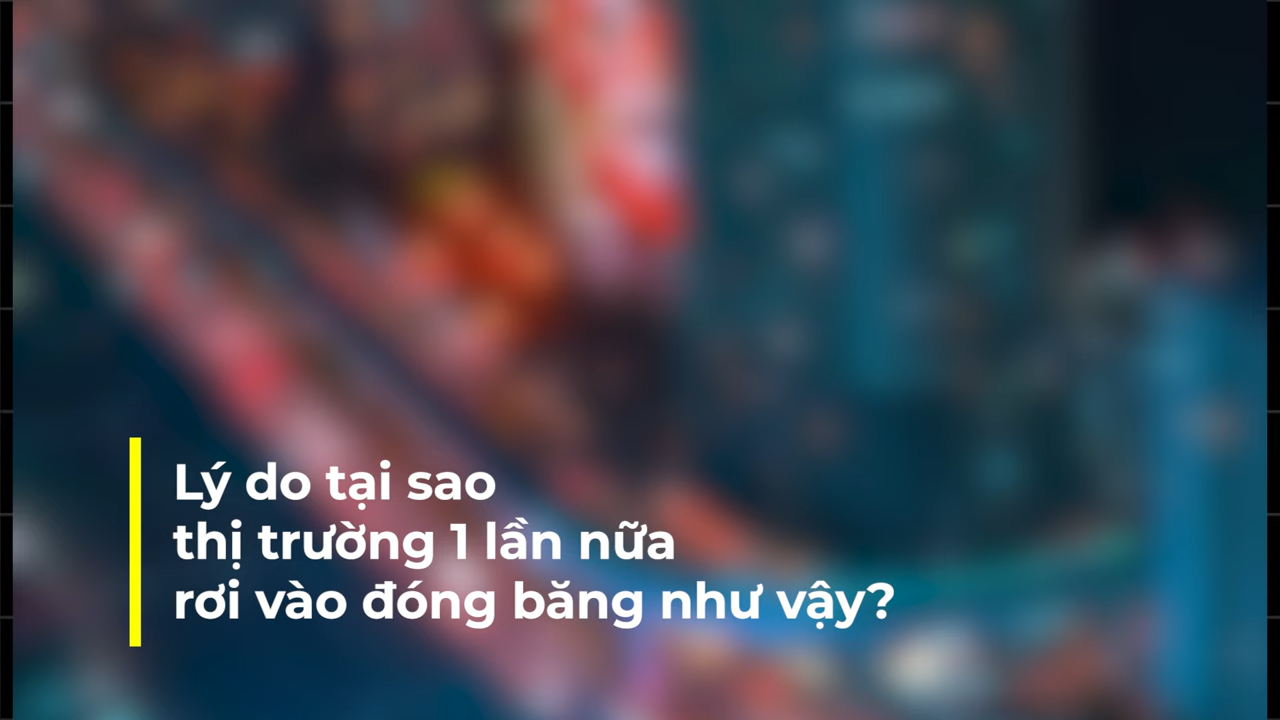 Lý do tại sao
thị trường 1 lần nữa
rơi vào đóng băng như vậy?